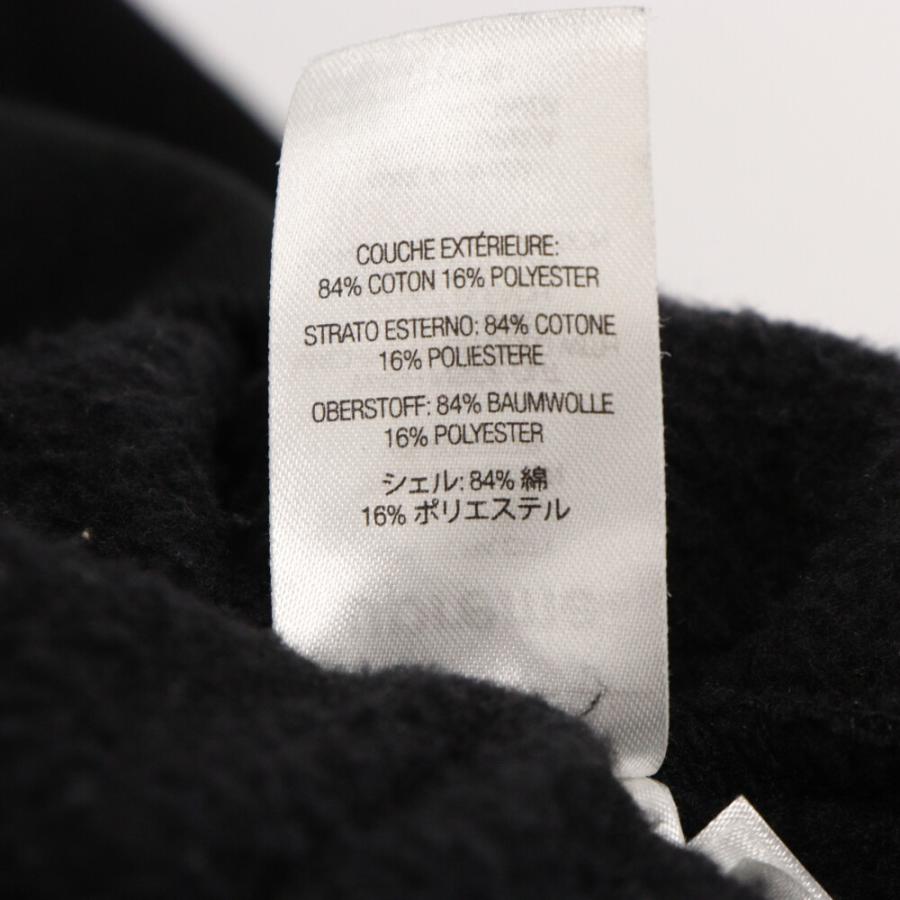 COUCHE EXTÉRIEURE:
84% COTON 16% POLYESTER
STRATO ESTERNO: 84% COTONE
16% POLIESTERE
OBERSTOFF: 84% BAUMWOLLE
16% POLYESTER
シェル: 84% 綿
16% ポリエステル